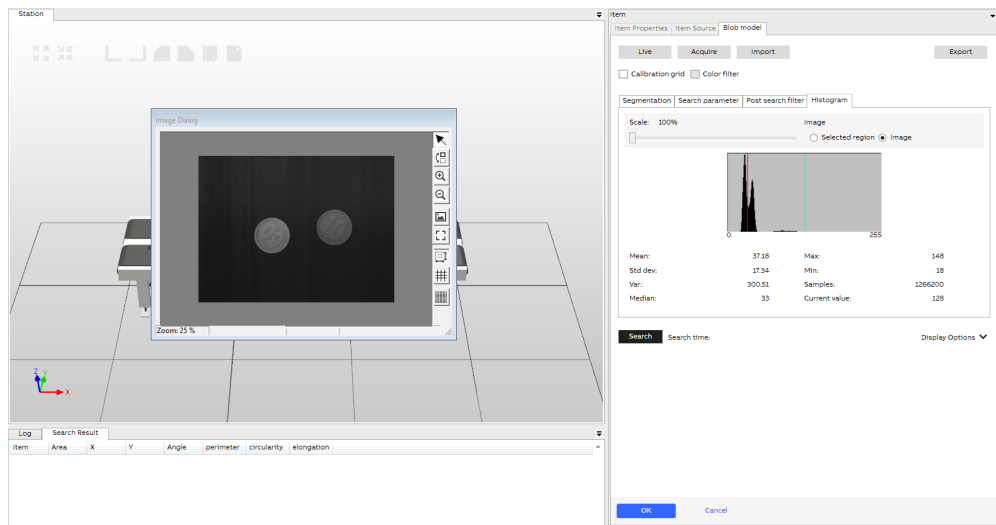 Station
Item
Item Properties Item Source Blob model
Live Acquire Import Export
Calibration grid Color filter
Segmentation Search parameter Post search filter Histogram
Scale: 100% Image
Selected region Image
0 255
Mean: 37.18 Max: 148
Std dev: 17.34 Min: 18
Var: 300.51 Samples: 1266200
Median: 33 Current value; 128
Search Search time: Display Options
OK Cancel
Image Dialog
Zoom: 25 %
Z Y
X
Log Search Result
Item Area X Y Angle perimeter circularity elongation